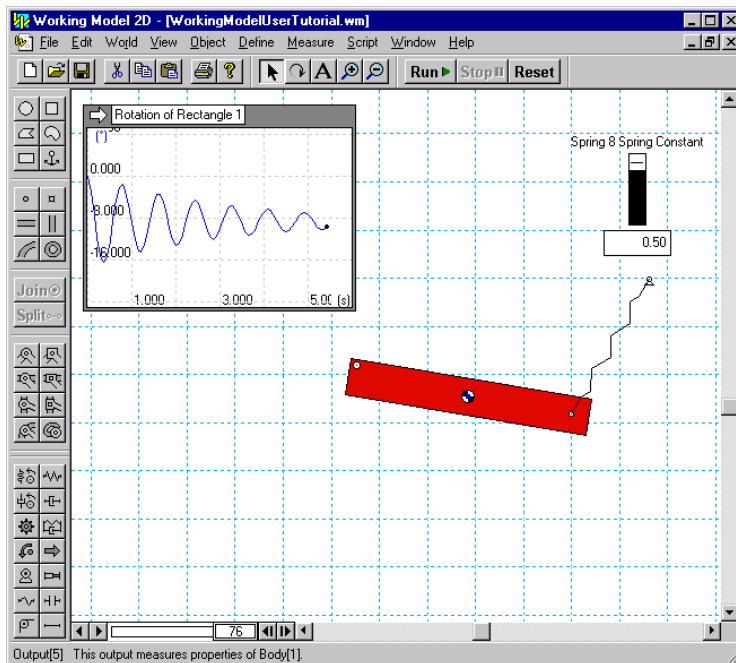 Working Model 2D - [WorkingModelUserTutorial.wm]
File Edit World View Object Define Measure Script Window Help
A Run Stop Reset
Rotation of Rectangle 1
(°)
0.000
-8.000
-16.000
1.000 3.000 5.00 (s)
Spring 8 Spring Constant
0.50
Join
Split
76
Output[5] This output measures properties of Body[1].